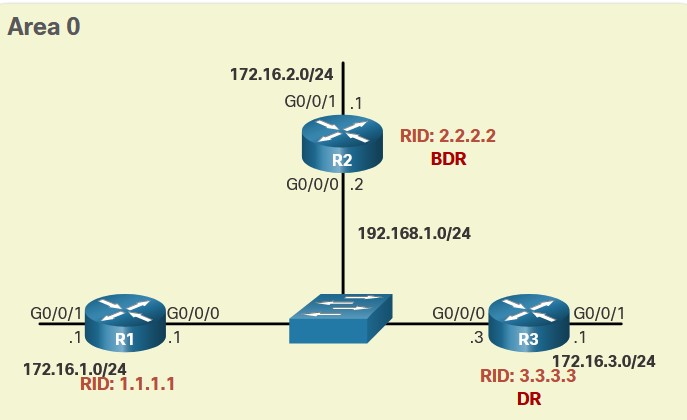 Area 0
172.16.2.0/24
G0/0/1 .1
R2
RID: 2.2.2.2
BDR
G0/0/0 .2
192.168.1.0/24
G0/0/1
.1
R1
G0/0/0
.1
172.16.1.0/24
RID: 1.1.1.1
G0/0/0
.3
R3
G0/0/1
.1
172.16.3.0/24
RID: 3.3.3.3
DR